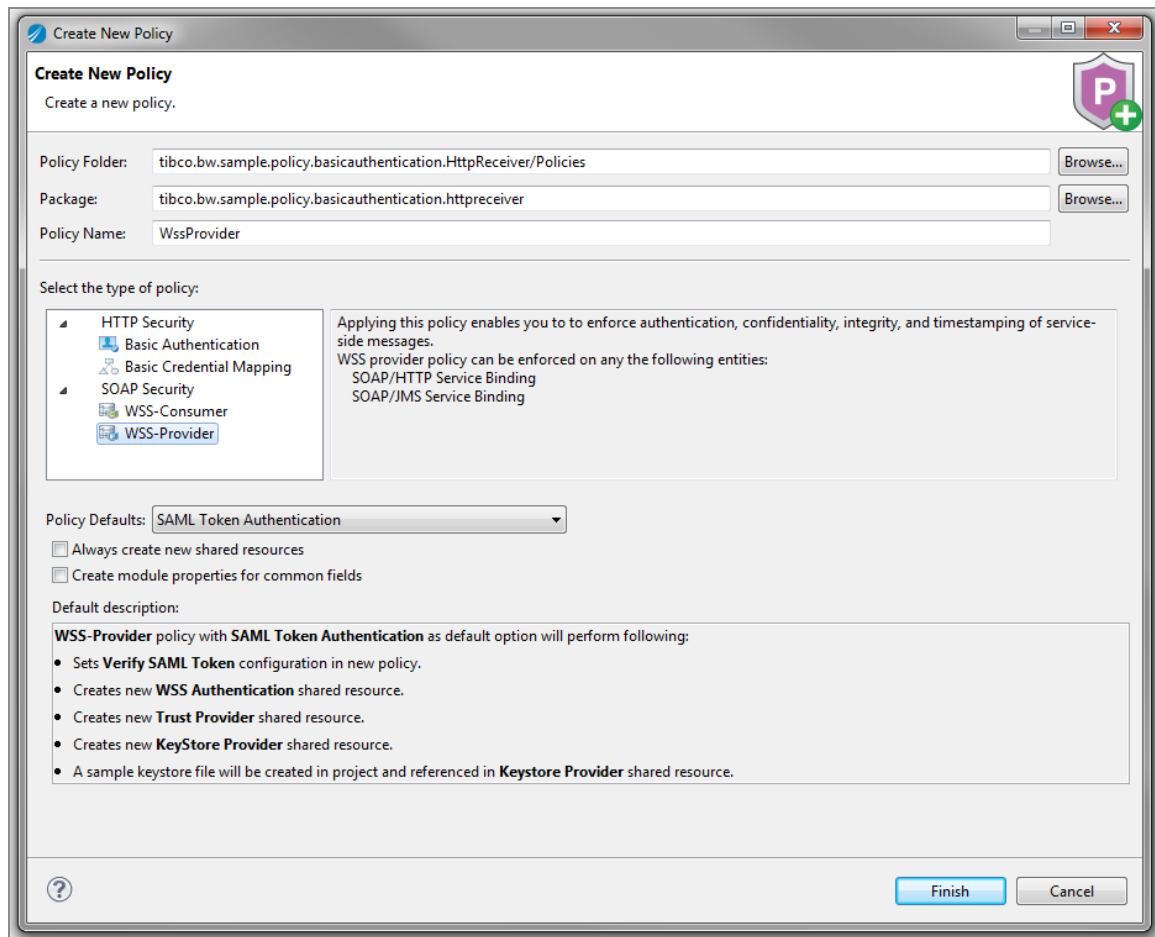 Create New Policy
Create New Policy
Create a new policy.
P
Policy Folder: tibco.bw.sample.policy.basicauthentication.HttpReceiver/Policies Browse...
Package: tibco.bw.sample.policy.basicauthentication.httpreceiver Browse...
Policy Name: WssProvider
Select the type of policy:
HTTP Security
Basic Authentication
Basic Credential Mapping
SOAP Security
WSS-Consumer
WSS-Provider
Applying this policy enables you to to enforce authentication, confidentiality, integrity, and timestamping of service-
side messages.
WSS provider policy can be enforced on any the following entities:
SOAP/HTTP Service Binding
SOAP/JMS Service Binding
Policy Defaults: SAML Token Authentication
Always create new shared resources
Create module properties for common fields
Default description:
WSS-Provider policy with SAML Token Authentication as default option will perform following:
• Sets Verify SAML Token configuration in new policy.
• Creates new WSS Authentication shared resource.
• Creates new Trust Provider shared resource.
• Creates new KeyStore Provider shared resource.
• A sample keystore file will be created in project and referenced in Keystore Provider shared resource.
? Finish Cancel